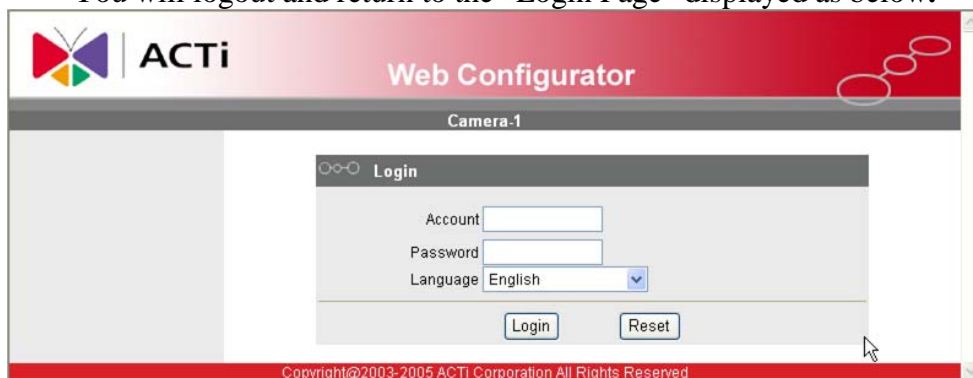 You will logout and return to the "Login Page" displayed as below.
ACTi
Web Configurator
Camera-1
Login
Account
Password
Language English
Login Reset
Copyright@2003-2005 ACTi Corporation All Rights Reserved